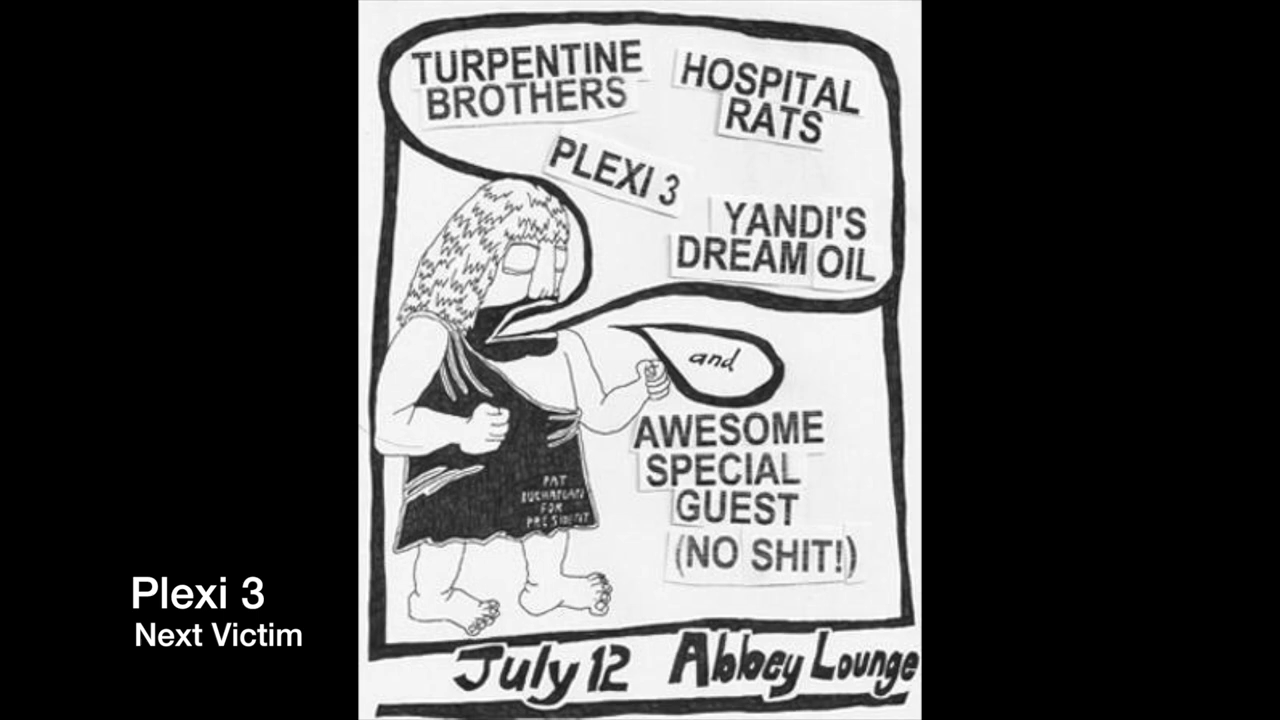 TURPENTINE
BROTHERS
HOSPITAL
RATS
PLEXI 3
YANDI'S
DREAM OIL
and
AWESOME
SPECIAL
GUEST
(NO SHIT!)
PAT
BUCHANAN
FOR
PRESIDENT
July 12 Abbey Lounge
Plexi 3
Next Victim